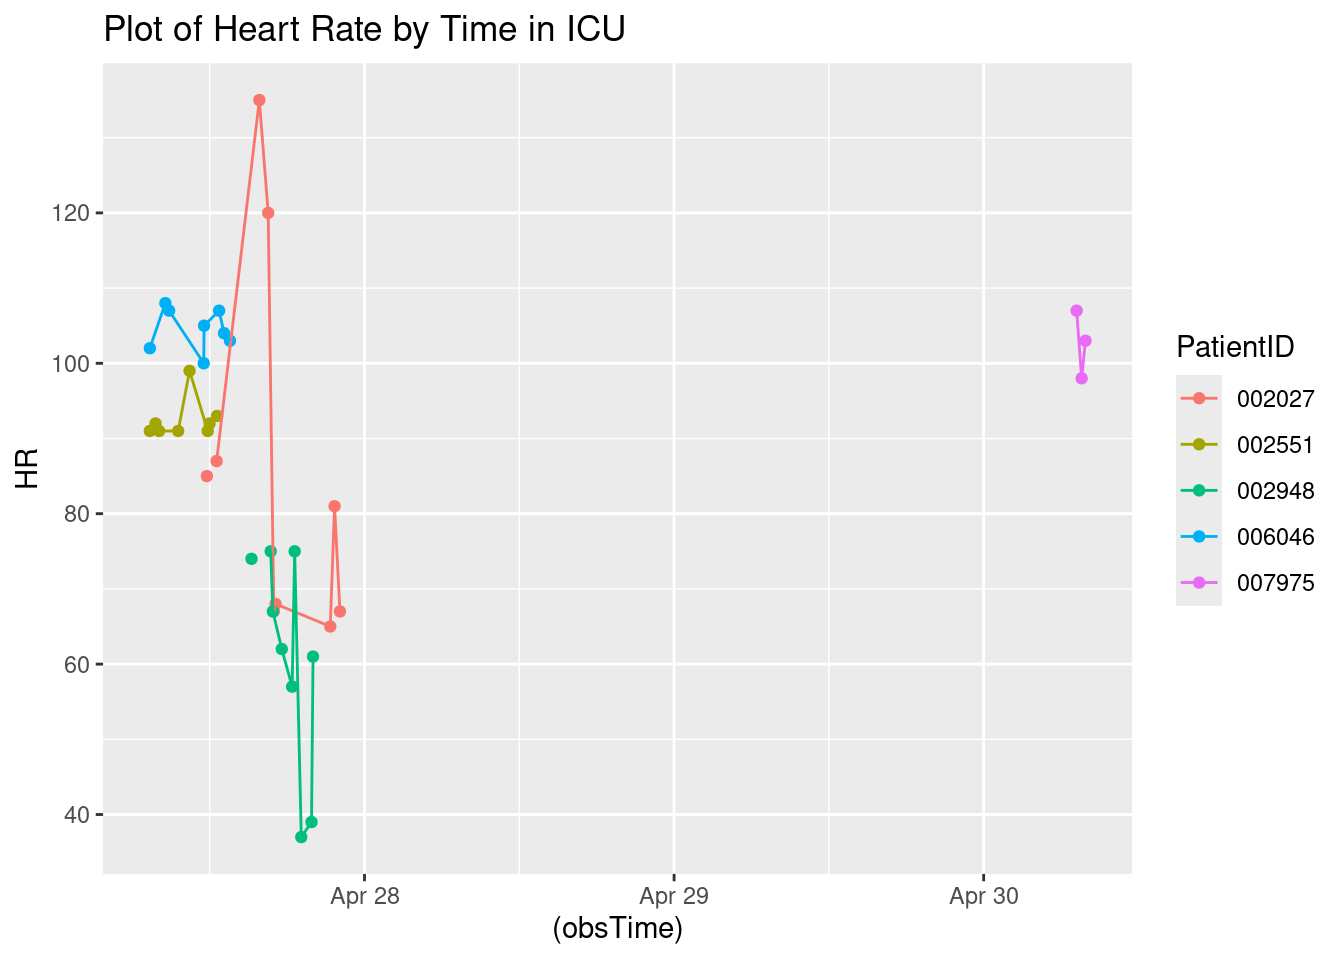 Plot of Heart Rate by Time in ICU
HR
120
100
80
60
40
Apr 28
Apr 29
Apr 30
(obsTime)
PatientID
002027
002551
002948
006046
007975